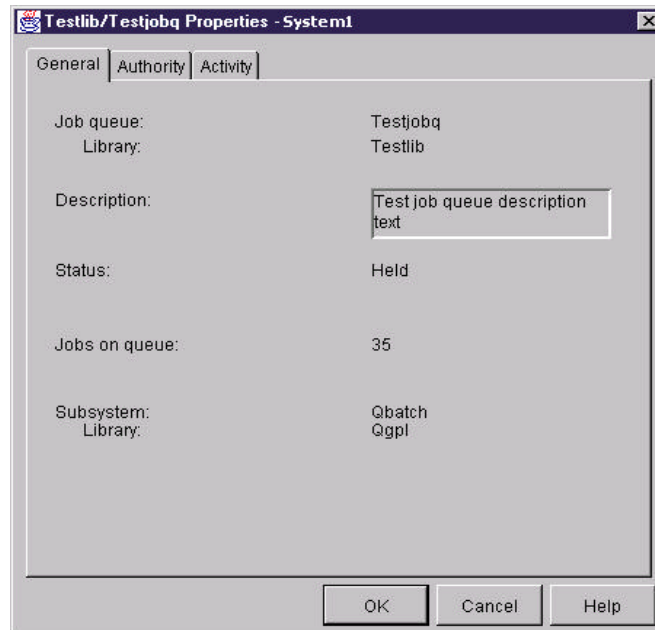 Testlib/Testjobq Properties - System1
General Authority Activity
Job queue: Testjobq
Library: Testlib
Description: Test job queue description
text
Status: Held
Jobs on queue: 35
Subsystem: Qbatch
Library: Qgpl
OK Cancel Help